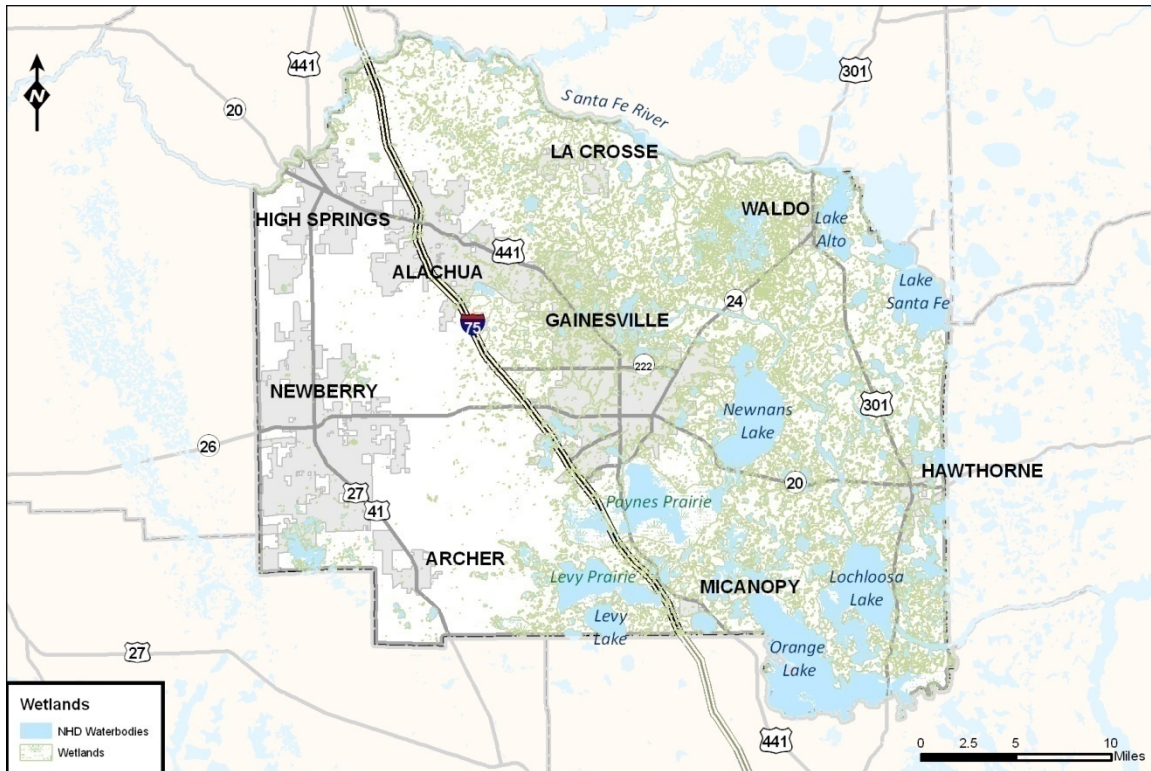 441
301
N
20
Santa Fe River
LA CROSSE
HIGH SPRINGS
WALDO
Lake
Alto
441
ALACHUA
Lake
Santa Fe
24
GAINESVILLE
75
222
NEWBERRY
Newnans
Lake
301
26
HAWTHORNE
20
27
41
Paynes Prairie
ARCHER
Levy Prairie
MICANOPY
Lochloosa
Lake
Levy
Lake
Orange
Lake
27
441
Wetlands
NHD Waterbodies
Wetlands
0 2.5 5 10
Miles